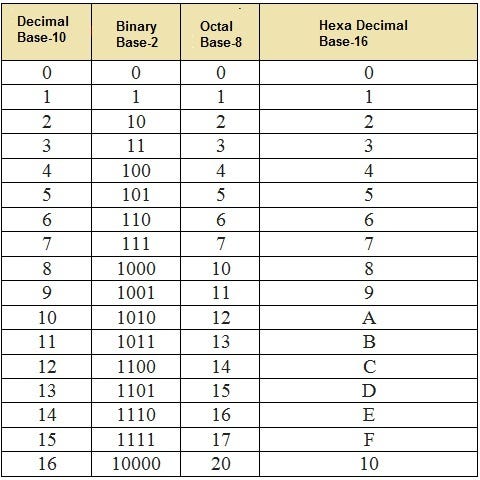 Decimal Base-10 Binary Base-2 Octal Base-8 Hexa Decimal Base-16
0 0 0 0
1 1 1 1
2 10 2 2
3 11 3 3
4 100 4 4
5 101 5 5
6 110 6 6
7 111 7 7
8 1000 10 8
9 1001 11 9
10 1010 12 A
11 1011 13 B
12 1100 14 C
13 1101 15 D
14 1110 16 E
15 1111 17 F
16 10000 20 10